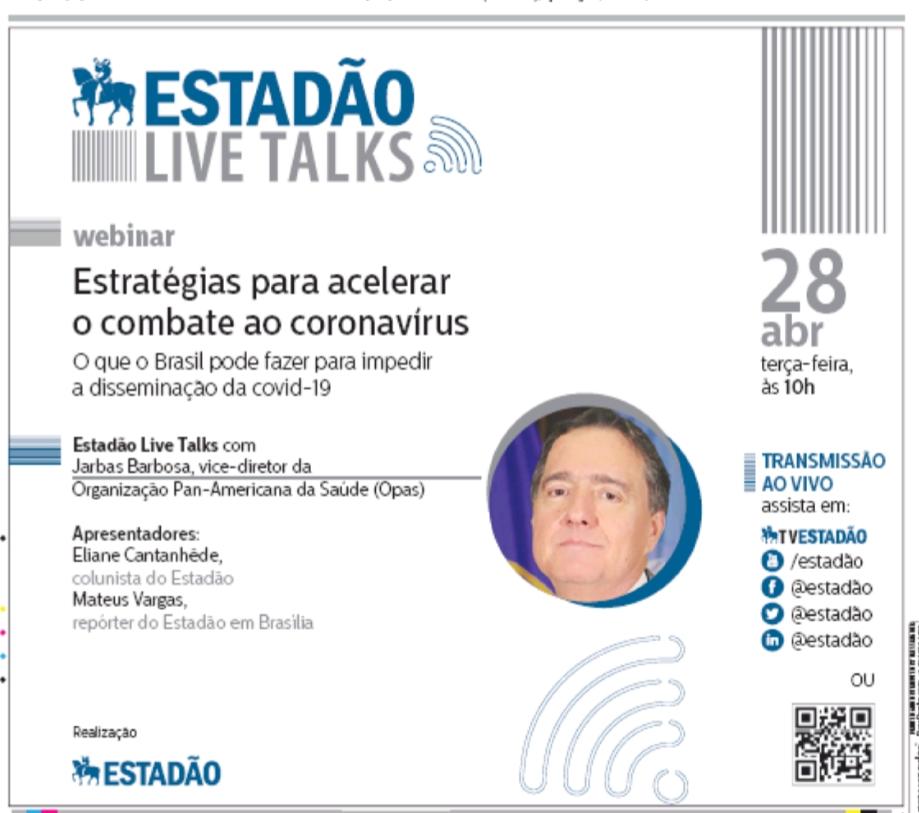 ESTADÃO
LIVE TALKS
webinar
Estratégias para acelerar
o combate ao coronavírus
O que o Brasil pode fazer para impedir
a disseminação da covid-19
28
abr
terça-feira,
às 10h
Estadão Live Talks com
Jarbas Barbosa, vice-diretor da
Organização Pan-Americana da Saúde (Opas)
Apresentadores:
Eliane Cantanhêde,
colunista do Estadão
Mateus Vargas,
repórter do Estadão em Brasília
TRANSMISSÃO
AO VIVO
assista em:
TV ESTADÃO
/estadão
@estadão
@estadão
@estadão
OU
Realização
ESTADÃO